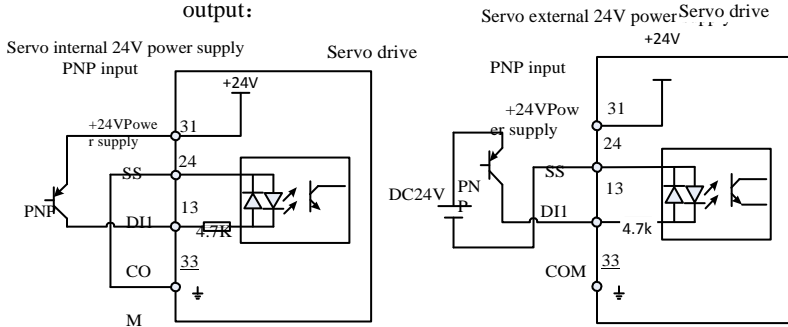 output:
Servo internal 24V power supply
PNP input
Servo drive
+24V
+24VPowe
r supply
31
24
SS
PNP
13
DI1
4.7K
CO
33
M
Servo external 24V power supply
Servo drive
+24V
PNP input
+24VPow
er supply
31
24
SS
DC24V
PN
P
13
DI1
4.7k
COM
33